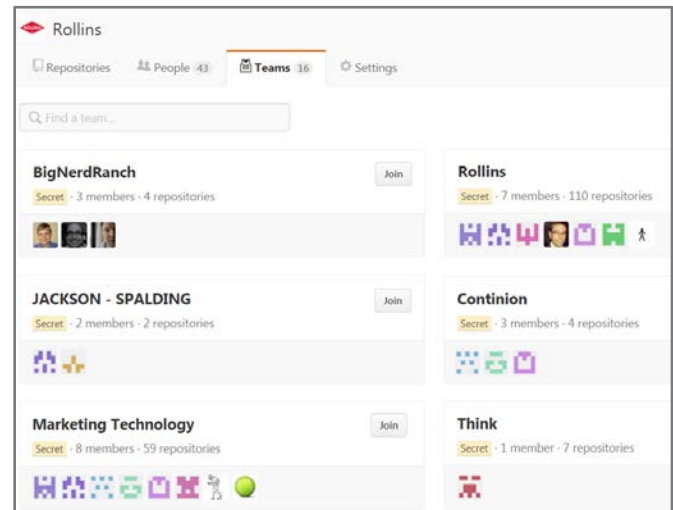 Rollins
Repositories People 43 Teams 16 Settings
Find a team...
BigNerdRanch
Join
Secret · 3 members · 4 repositories
Rollins
Secret · 7 members · 110 repositories
JACKSON - SPALDING
Join
Secret · 2 members · 2 repositories
Continion
Secret · 3 members · 4 repositories
Marketing Technology
Join
Secret · 8 members · 59 repositories
Think
Secret · 1 member · 7 repositories